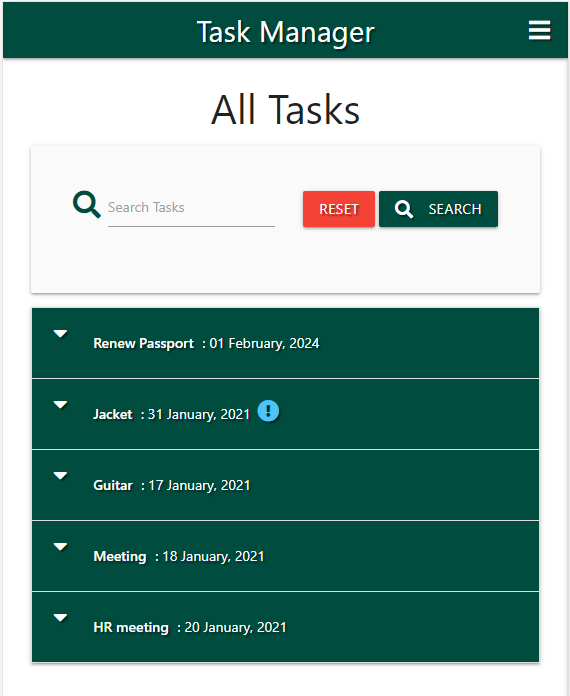 Task Manager
All Tasks
Search Tasks
RESET
SEARCH
Renew Passport : 01 February, 2024
Jacket : 31 January, 2021
Guitar : 17 January, 2021
Meeting : 18 January, 2021
HR meeting : 20 January, 2021